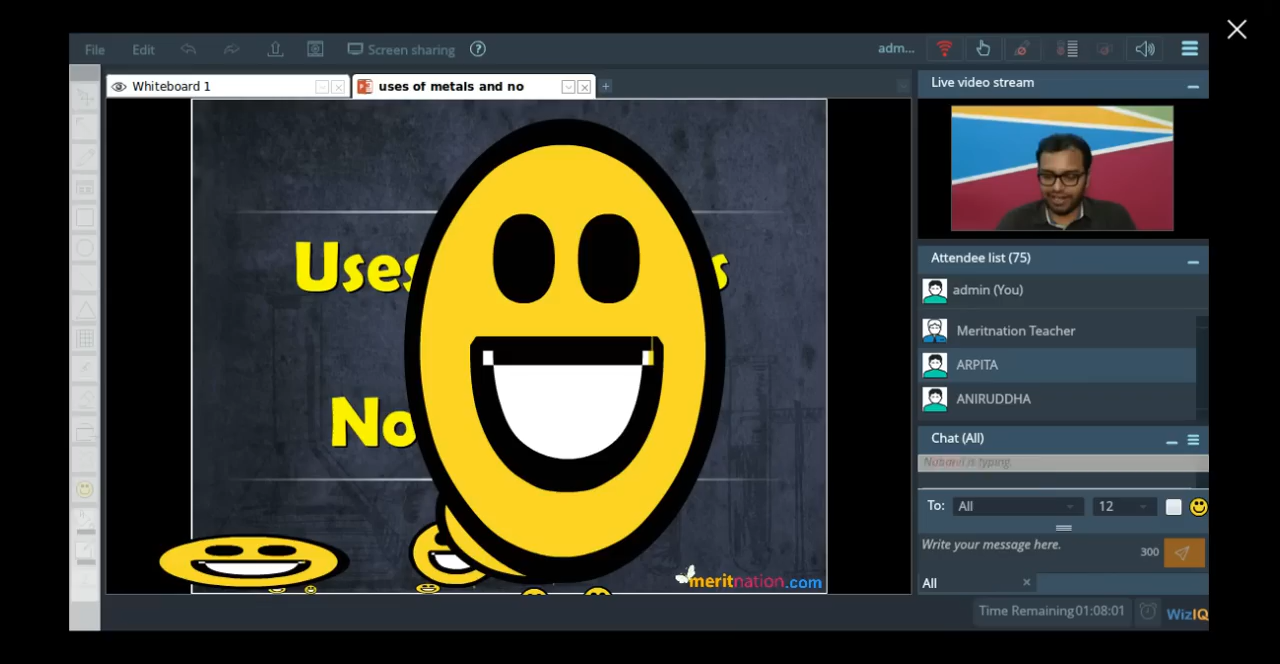 File Edit Screen sharing ? adm...
Whiteboard 1
uses of metals and no
Live video stream
Uses s
No
meritnation.com
Attendee list (75)
admin (You)
Meritnation Teacher
ARPITA
ANIRUDDHA
Chat (All)
is typing.
To: All 12
Write your message here. 300
All
Time Remaining 01:08:01
WizIQ